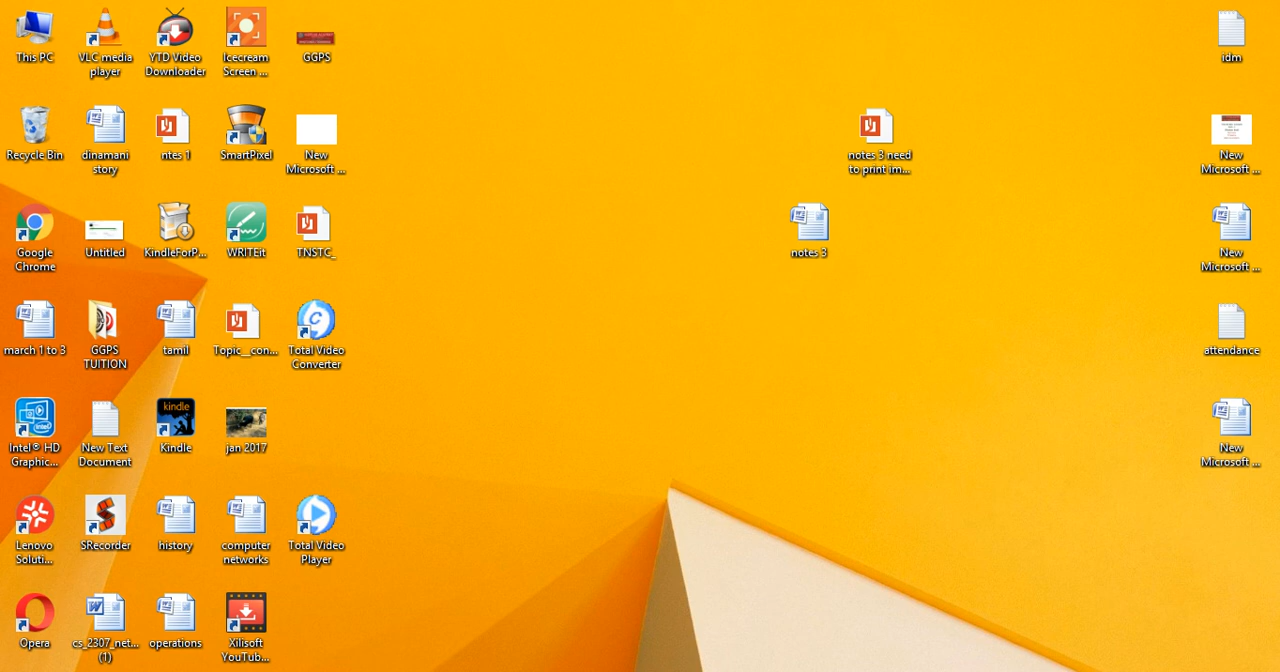 This PC
VLC media
player
YTD Video
Downloader
Icecream
Screen ...
GGPS
idm
Recycle Bin
dinamani
story
ntes 1
SmartPixel
New
Microsoft ...
notes 3 need
to print im...
New
Microsoft ...
Google
Chrome
Untitled
KindleForP...
WRITEit
TNSTC_
notes 3
New
Microsoft ...
march 1 to 3
GGPS
TUITION
tamil
Topic__con...
Total Video
Converter
attendance
Intel® HD
Graphic...
New Text
Document
kindle
Kindle
jan 2017
New
Microsoft ...
Lenovo
Soluti...
SRecorder
history
computer
networks
Total Video
Player
Opera
cs_2307_net...
(1)
operations
Xilisoft
YouTub...